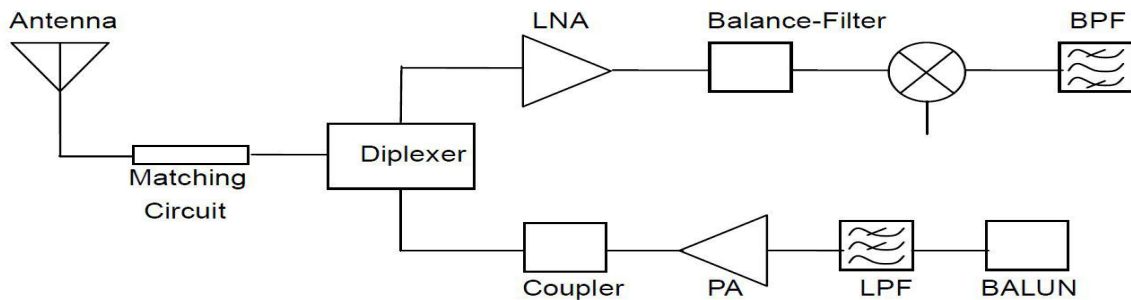 Antenna
LNA
Balance-Filter
BPF
Diplexer
Matching
Circuit
Coupler
PA
LPF
BALUN